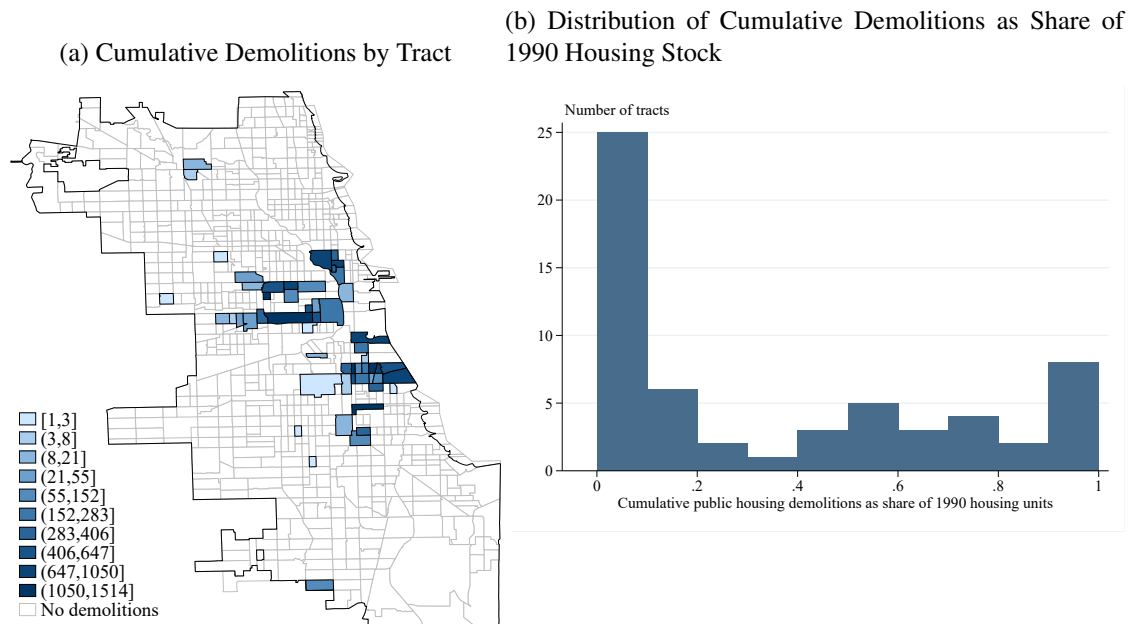 (a) Cumulative Demolitions by Tract
[1,3]
(3,8]
(8,21]
(21,55]
(55,152]
(152,283]
(283,406]
(406,647]
(647,1050]
(1050,1514]
No demolitions
(b) Distribution of Cumulative Demolitions as Share of
1990 Housing Stock
Number of tracts
25
20
15
10
5
0
0 .2 .4 .6 .8 1
Cumulative public housing demolitions as share of 1990 housing units